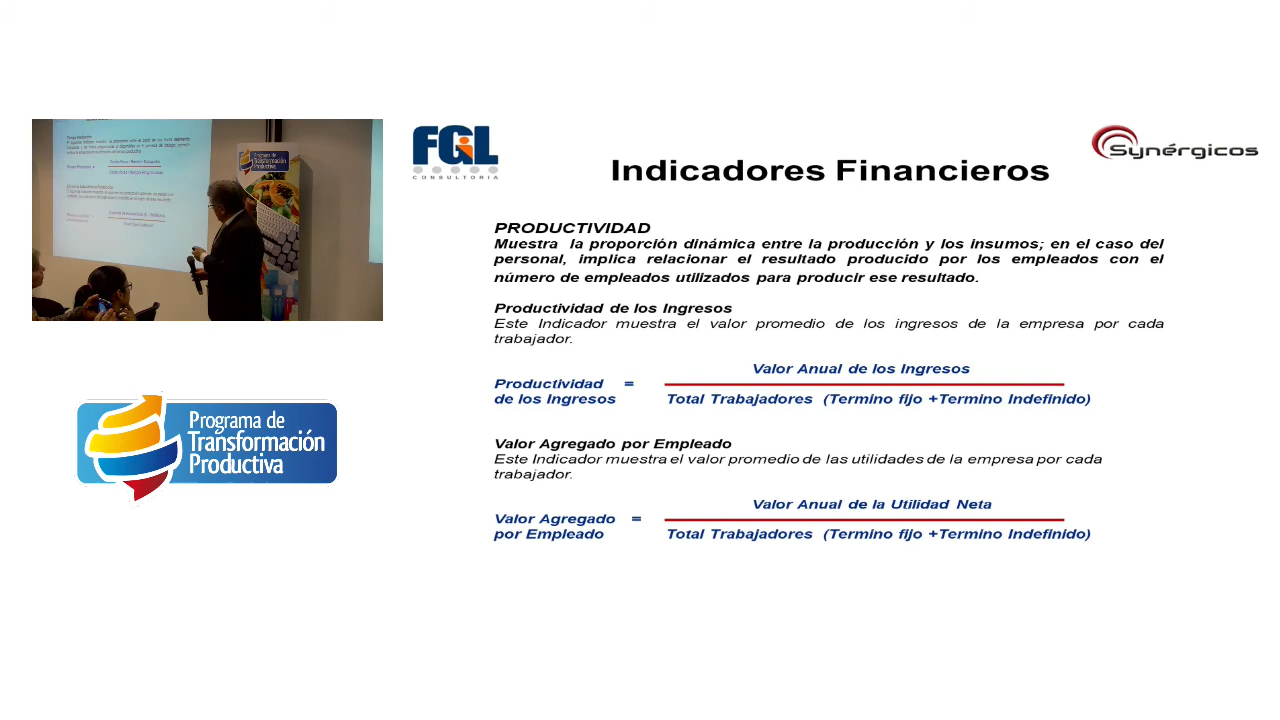 FGL
CONSULTORIA
Synérgicos
Indicadores Financieros
PRODUCTIVIDAD
Muestra la proporción dinámica entre la producción y los insumos; en el caso del
personal, implica relacionar el resultado producido por los empleados con el
número de empleados utilizados para producir ese resultado.
Productividad de los Ingresos
Este Indicador muestra el valor promedio de los ingresos de la empresa por cada
trabajador.
Valor Anual de los Ingresos
Productividad =
de los Ingresos Total Trabajadores (Termino fijo +Termino Indefinido)
Valor Agregado por Empleado
Este Indicador muestra el valor promedio de las utilidades de la empresa por cada
trabajador.
Valor Anual de la Utilidad Neta
Valor Agregado =
por Empleado Total Trabajadores (Termino fijo +Termino Indefinido)
Programa de
Transformación
Productiva
Programa de
Transformación
Productiva